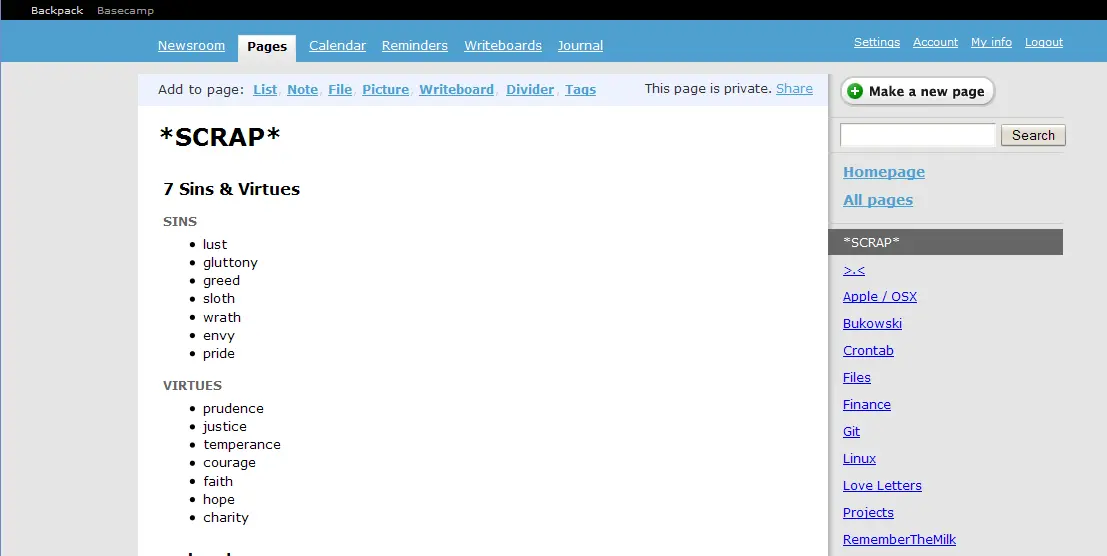 Backpack Basecamp
Newsroom Pages Calendar Reminders Writeboards Journal
Settings Account My info Logout
Add to page: List, Note, File, Picture, Writeboard, Divider, Tags
This page is private. Share
*SCRAP*
7 Sins & Virtues
SINS
lust
gluttony
greed
sloth
wrath
envy
pride
VIRTUES
prudence
justice
temperance
courage
faith
hope
charity
Make a new page
Search
Homepage
All pages
*SCRAP*
>.<
Apple / OSX
Bukowski
Crontab
Files
Finance
Git
Linux
Love Letters
Projects
RememberTheMilk